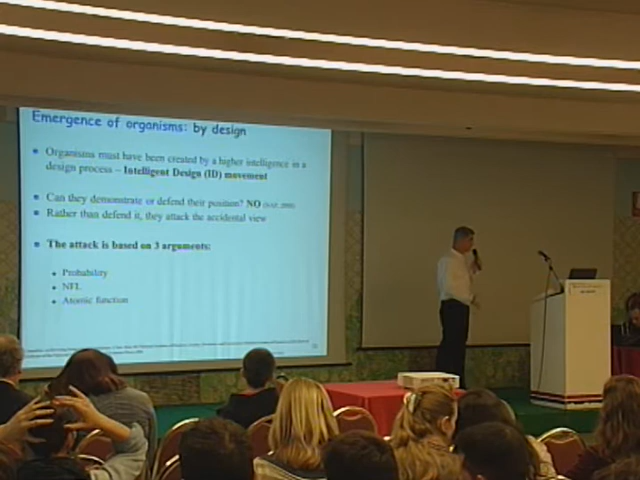 Emergence of organisms: by design
Organisms must have been created by a higher intelligence in a
design process – Intelligent Design (ID) movement
Can they demonstrate or defend their position? NO
Rather than defend it, they attack the accidental view
The attack is based on 3 arguments:
Probability
NFL
Atomic function